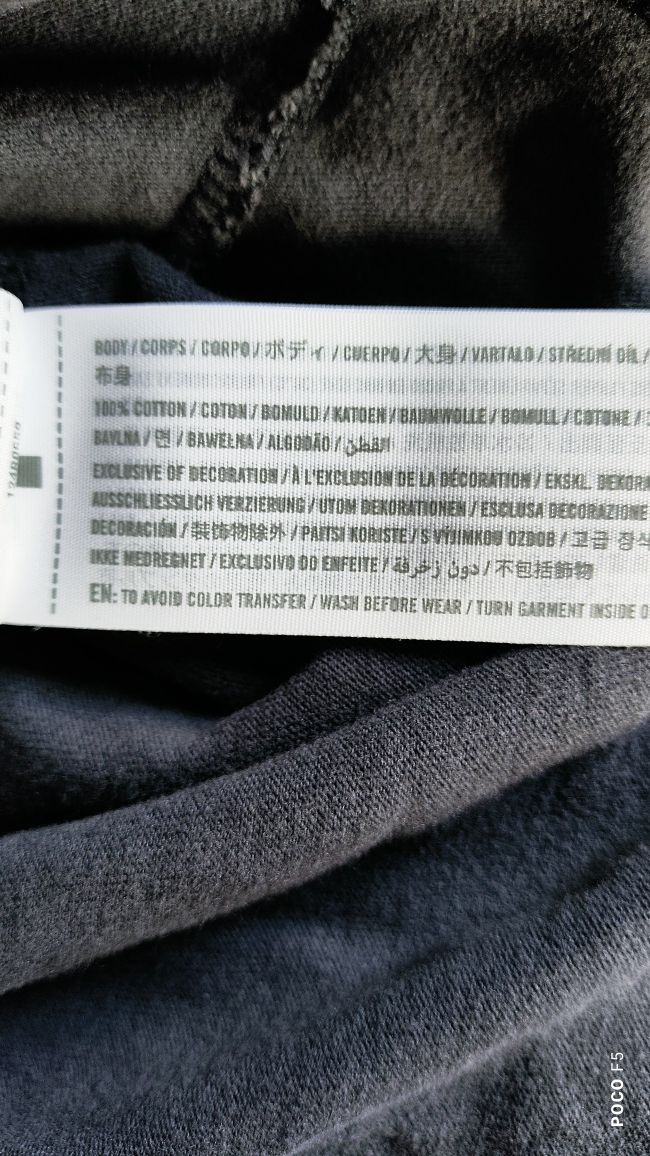 BODY / CORPS / CORPO / ボディ / CUERPO / 大身 / VARTALO / STŘEDNÍ DÍL /
布身
100% COTTON / COTON / BOMULD / KATOEN / BAUMWOLLE / BOMULL / COTONE /
BAVLNA / 면 / BAWEŁNA / ALGODÃO / القطن
EXCLUSIVE OF DECORATION / À L'EXCLUSION DE LA DÉCORATION / EKSKL. DEKORA
AUSSCHLIESSLICH VERZIERUNG / UTOM DEKORATIONEN / ESCLUSA DECORAZIONE
DECORACIÓN / 装饰物除外 / PAITSI KORISTE / S VÝJIMKOU OZDOB / 고급 장식
IKKE MEDREGNET / EXCLUSIVO DO ENFEITE / دون زخرفة / 不包括飾物
EN: TO AVOID COLOR TRANSFER / WASH BEFORE WEAR / TURN GARMENT INSIDE O
POCO F5